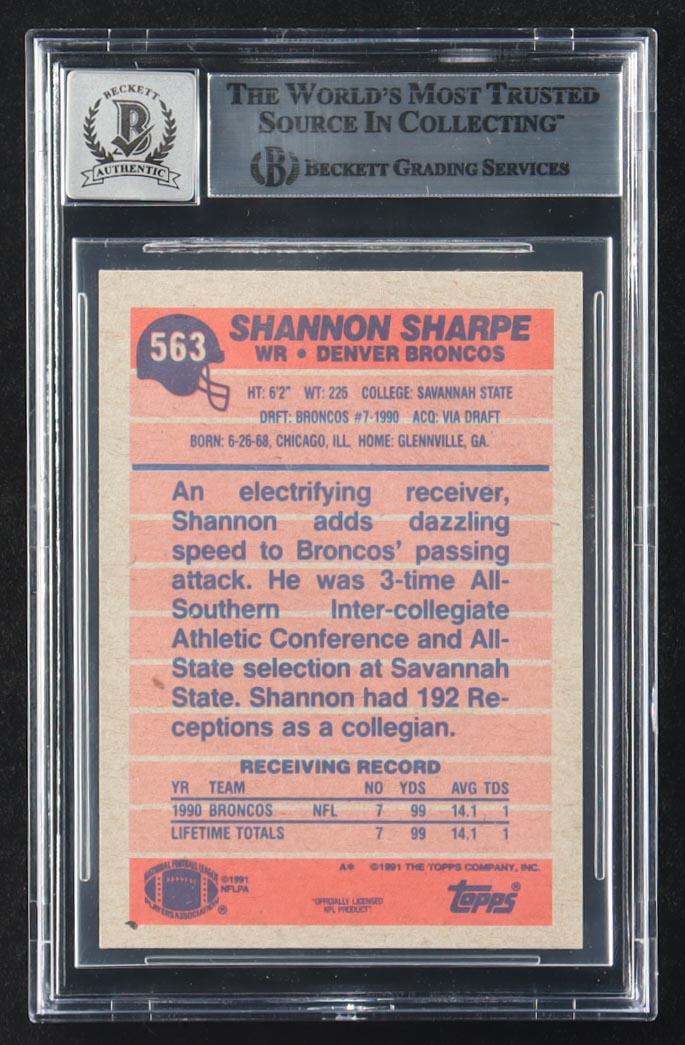 BECKETT
B
AUTHENTIC
THE WORLD'S MOST TRUSTED
SOURCE IN COLLECTING™
B BECKETT GRADING SERVICES
563
SHANNON SHARPE
WR • DENVER BRONCOS
HT: 6'2" WT: 225 COLLEGE: SAVANNAH STATE
DRFT: BRONCOS #7-1990 ACQ: VIA DRAFT
BORN: 6-26-68, CHICAGO, ILL. HOME: GLENNVILLE, GA.
An electrifying receiver,
Shannon adds dazzling
speed to Broncos' passing
attack. He was 3-time All-
Southern Inter-collegiate
Athletic Conference and All-
State selection at Savannah
State. Shannon had 192 Re-
ceptions as a collegian.
RECEIVING RECORD
YR TEAM NO YDS AVG TDS
1990 BRONCOS NFL 7 99 14.1 1
LIFETIME TOTALS 7 99 14.1 1
NATIONAL FOOTBALL LEAGUE
PLAYERS ASSOCIATION
®
©1991
NFLPA
A* ©1991 THE TOPPS COMPANY, INC.
"OFFICIALLY LICENSED
NFL PRODUCT"
topps®